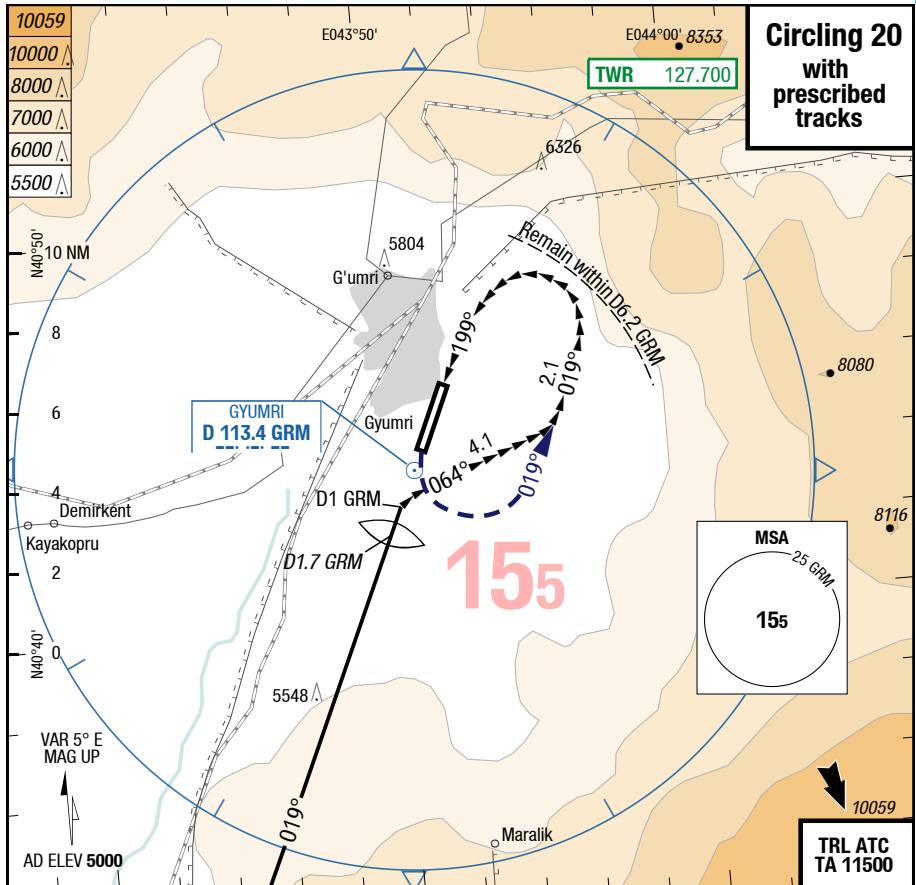 10059
10000
8000
7000
6000
5500
E043°50'
E044°00'
8353
TWR 127.700
Circling 20
with
prescribed
tracks
6326
N40°50'
10 NM
5804
G'umri
Remain within D6.2 GRM
8
199°
2.1
019°
8080
6
GYUMRI
D 113.4 GRM
Gyumri
4.1
064°
019°
4
D1 GRM
Demirkent
Kayakopru
8116
D1.7 GRM
2
155
MSA
25 GRM
155
N40°40'
0
5548
VAR 5° E
MAG UP
019°
10059
Maralik
AD ELEV 5000
TRL ATC
TA 11500